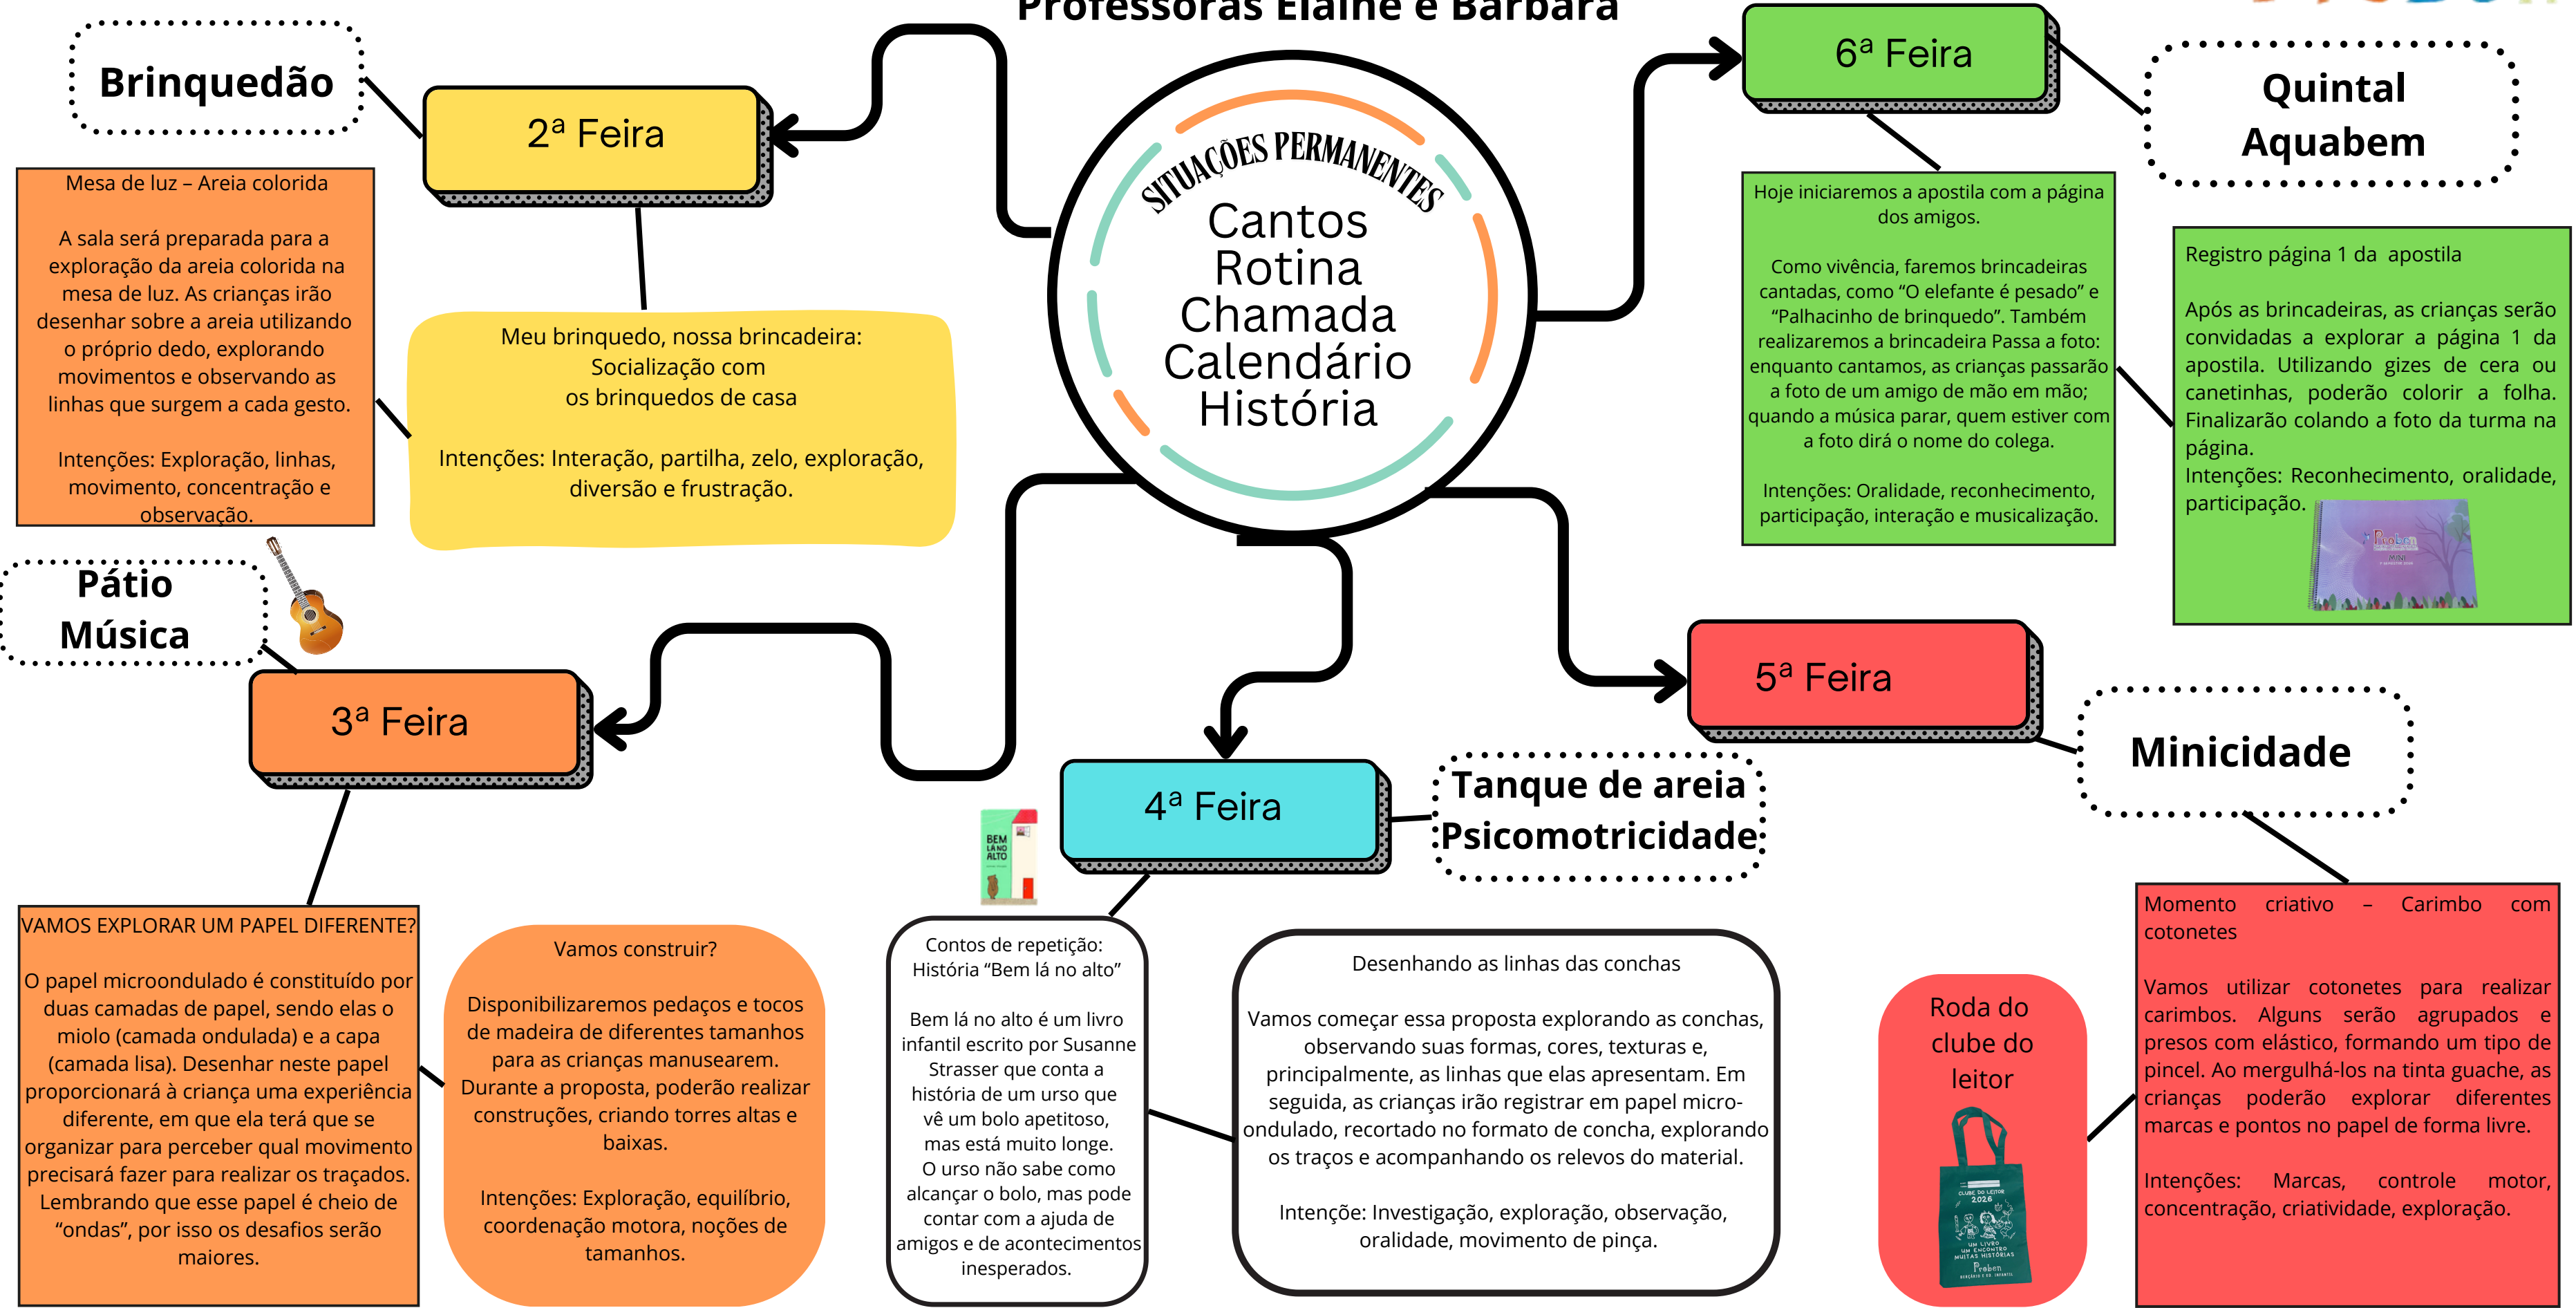 Professoras Elaine e Bárbara
SITUAÇÕES PERMANENTES
Cantos
Rotina
Chamada
Calendário
História
Brinquedão
2ª Feira
Mesa de luz – Areia colorida
A sala será preparada para a
exploração da areia colorida na
mesa de luz. As crianças irão
desenhar sobre a areia utilizando
o próprio dedo, explorando
movimentos e observando as
linhas que surgem a cada gesto.
Intenções: Exploração, linhas,
movimento, concentração e
observação.
Meu brinquedo, nossa brincadeira:
Socialização com
os brinquedos de casa
Intenções: Interação, partilha, zelo, exploração,
diversão e frustração.
Pátio
Música
3ª Feira
VAMOS EXPLORAR UM PAPEL DIFERENTE?
O papel microondulado é constituído por
duas camadas de papel, sendo elas o
miolo (camada ondulada) e a capa
(camada lisa). Desenhar neste papel
proporcionará à criança uma experiência
diferente, em que ela terá que se
organizar para perceber qual movimento
precisará fazer para realizar os traçados.
Lembrando que esse papel é cheio de
“ondas”, por isso os desafios serão
maiores.
Vamos construir?
Disponibilizaremos pedaços e tocos
de madeira de diferentes tamanhos
para as crianças manusearem.
Durante a proposta, poderão realizar
construções, criando torres altas e
baixas.
Intenções: Exploração, equilíbrio,
coordenação motora, noções de
tamanhos.
4ª Feira
Tanque de areia
Psicomotricidade
BEM
LÁ NO
ALTO
Contos de repetição:
História “Bem lá no alto”
Bem lá no alto é um livro
infantil escrito por Susanne
Strasser que conta a
história de um urso que
vê um bolo apetitoso,
mas está muito longe.
O urso não sabe como
alcançar o bolo, mas pode
contar com a ajuda de
amigos e de acontecimentos
inesperados.
Desenhando as linhas das conchas
Vamos começar essa proposta explorando as conchas,
observando suas formas, cores, texturas e,
principalmente, as linhas que elas apresentam. Em
seguida, as crianças irão registrar em papel micro-
ondulado, recortado no formato de concha, explorando
os traços e acompanhando os relevos do material.
Intençõe: Investigação, exploração, observação,
oralidade, movimento de pinça.
5ª Feira
Minicidade
Momento criativo – Carimbo com
cotonetes
Vamos utilizar cotonetes para realizar
carimbos. Alguns serão agrupados e
presos com elástico, formando um tipo de
pincel. Ao mergulhá-los na tinta guache, as
crianças poderão explorar diferentes
marcas e pontos no papel de forma livre.
Intenções: Marcas, controle motor,
concentração, criatividade, exploração.
Roda do
clube do
leitor
CLUBE DO LEITOR
2026
UM LIVRO
UM ENCONTRO
MUITAS HISTÓRIAS
Proben
BERÇÁRIO E ED. INFANTIL
6ª Feira
Quintal
Aquabem
Hoje iniciaremos a apostila com a página
dos amigos.
Como vivência, faremos brincadeiras
cantadas, como “O elefante é pesado” e
“Palhacinho de brinquedo”. Também
realizaremos a brincadeira Passa a foto:
enquanto cantamos, as crianças passarão
a foto de um amigo de mão em mão;
quando a música parar, quem estiver com
a foto dirá o nome do colega.
Intenções: Oralidade, reconhecimento,
participação, interação e musicalização.
Registro página 1 da apostila
Após as brincadeiras, as crianças serão
convidadas a explorar a página 1 da
apostila. Utilizando gizes de cera ou
canetinhas, poderão colorir a folha.
Finalizarão colando a foto da turma na
página.
Intenções: Reconhecimento, oralidade,
participação.
Proben
MINI